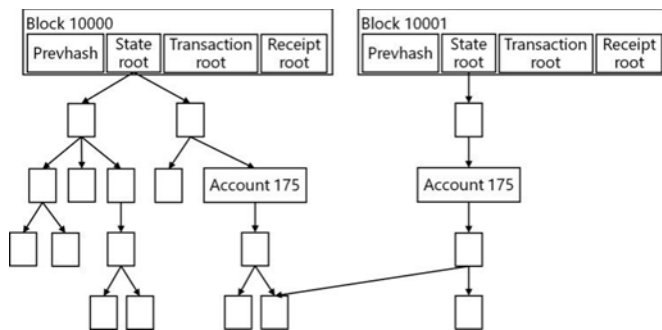 Block 10000
Prevhash
State
root
Transaction
root
Receipt
root
Block 10001
Prevhash
State
root
Transaction
root
Receipt
root
Account 175
Account 175